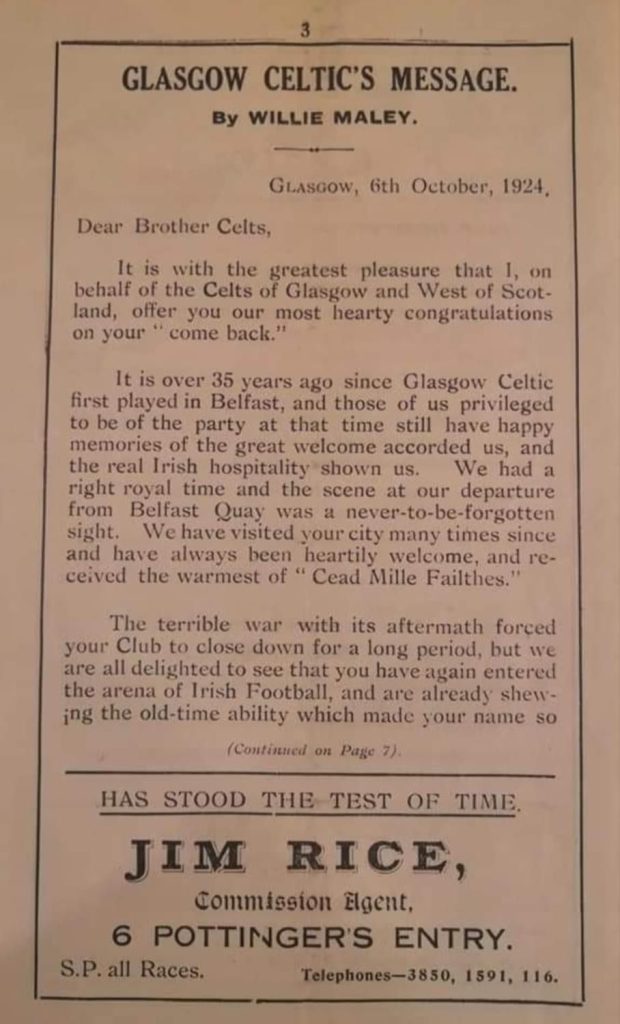 3
GLASGOW CELTIC'S MESSAGE.
By WILLIE MALEY.
GLASGOW, 6th October, 1924.
Dear Brother Celts,
It is with the greatest pleasure that I, on
behalf of the Celts of Glasgow and West of Scot-
land, offer you our most hearty congratulations
on your "come back."
It is over 35 years ago since Glasgow Celtic
first played in Belfast, and those of us privileged
to be of the party at that time still have happy
memories of the great welcome accorded us, and
the real Irish hospitality shown us. We had a
right royal time and the scene at our departure
from Belfast Quay was a never-to-be-forgotten
sight. We have visited your city many times since
and have always been heartily welcome, and re-
ceived the warmest of "Cead Mille Failthes."
The terrible war with its aftermath forced
your Club to close down for a long period, but we
are all delighted to see that you have again entered
the arena of Irish Football, and are already shew-
ing the old-time ability which made your name so
(Continued on Page 7).
HAS STOOD THE TEST OF TIME.
JIM RICE,
Commission Agent,
6 POTTINGER'S ENTRY.
S.P. all Races.
Telephones—3850, 1591, 116.